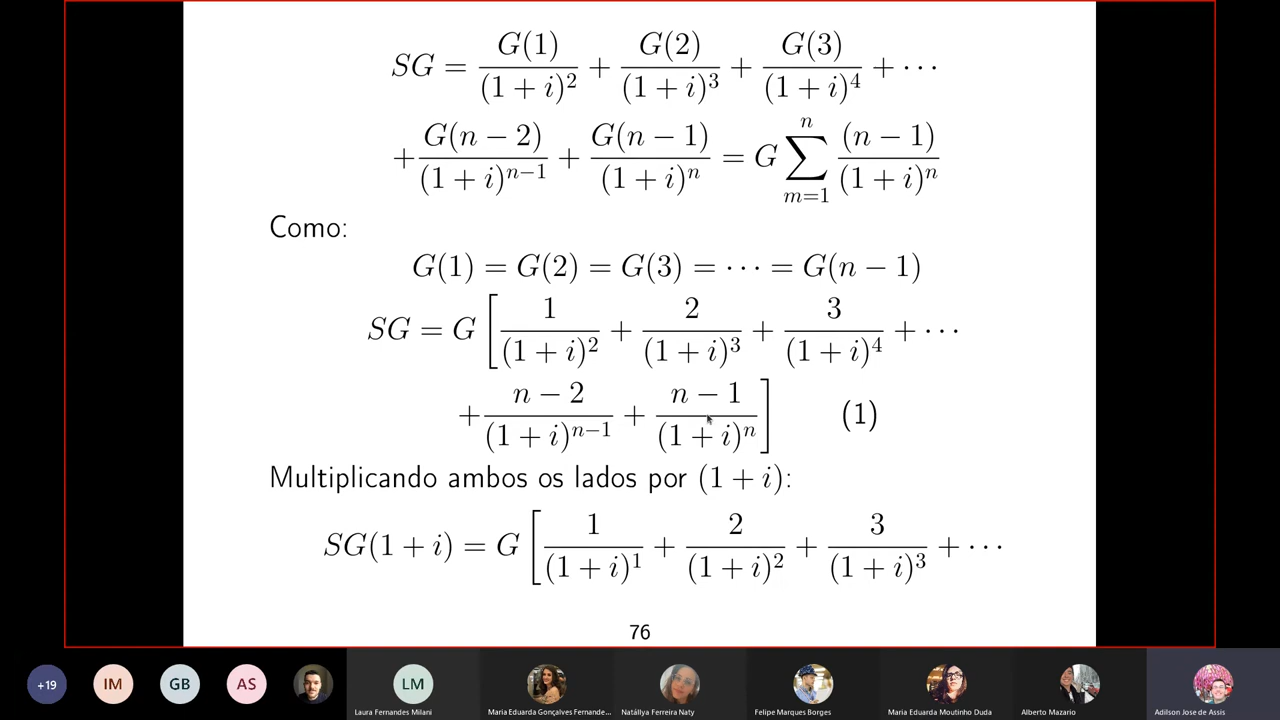 SG = G(1)/(1 + i)² + G(2)/(1 + i)³ + G(3)/(1 + i)⁴ + ⋯
+ G(n − 2)/(1 + i)ⁿ⁻¹ + G(n − 1)/(1 + i)ⁿ = G ∑_{m=1}^{n} (n − 1)/(1 + i)ⁿ
Como:
G(1) = G(2) = G(3) = ⋯ = G(n − 1)
SG = G [ 1/(1 + i)² + 2/(1 + i)³ + 3/(1 + i)⁴ + ⋯
+ (n − 2)/(1 + i)ⁿ⁻¹ + (n − 1)/(1 + i)ⁿ ] (1)
Multiplicando ambos os lados por (1 + i):
SG(1 + i) = G [ 1/(1 + i)¹ + 2/(1 + i)² + 3/(1 + i)³ + ⋯
76
+19 IM GB AS LM
Laura Fernandes Milani Maria Eduarda Gonçalves Fernande... Natállya Ferreira Naty Felipe Marques Borges Maria Eduarda Moutinho Duda Alberto Mazario Adilson Jose de Assis